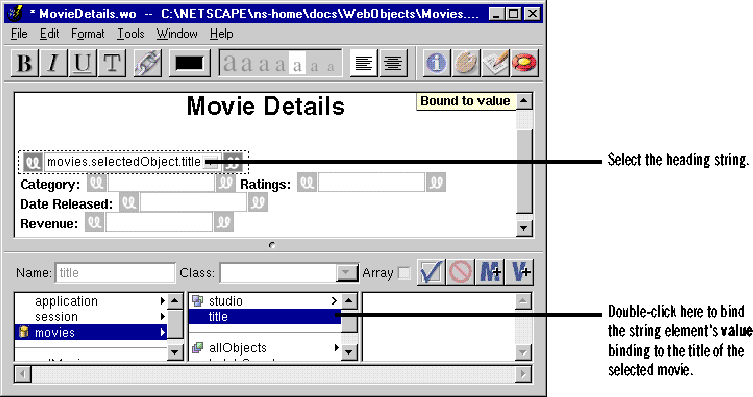 * MovieDetails.wo -- C:\NETSCAPE\ns-home\docs\WebObjects\Movies....
File Edit Format Tools Window Help
B I U T a a a a a a a
Movie Details
Bound to value
movies.selectedObject.title
Select the heading string.
Category: Ratings:
Date Released:
Revenue:
Name: title Class: Array M+ V+
application
session
movies
studio
title
allObjects
Double-click here to bind
the string element's value
binding to the title of the
selected movie.